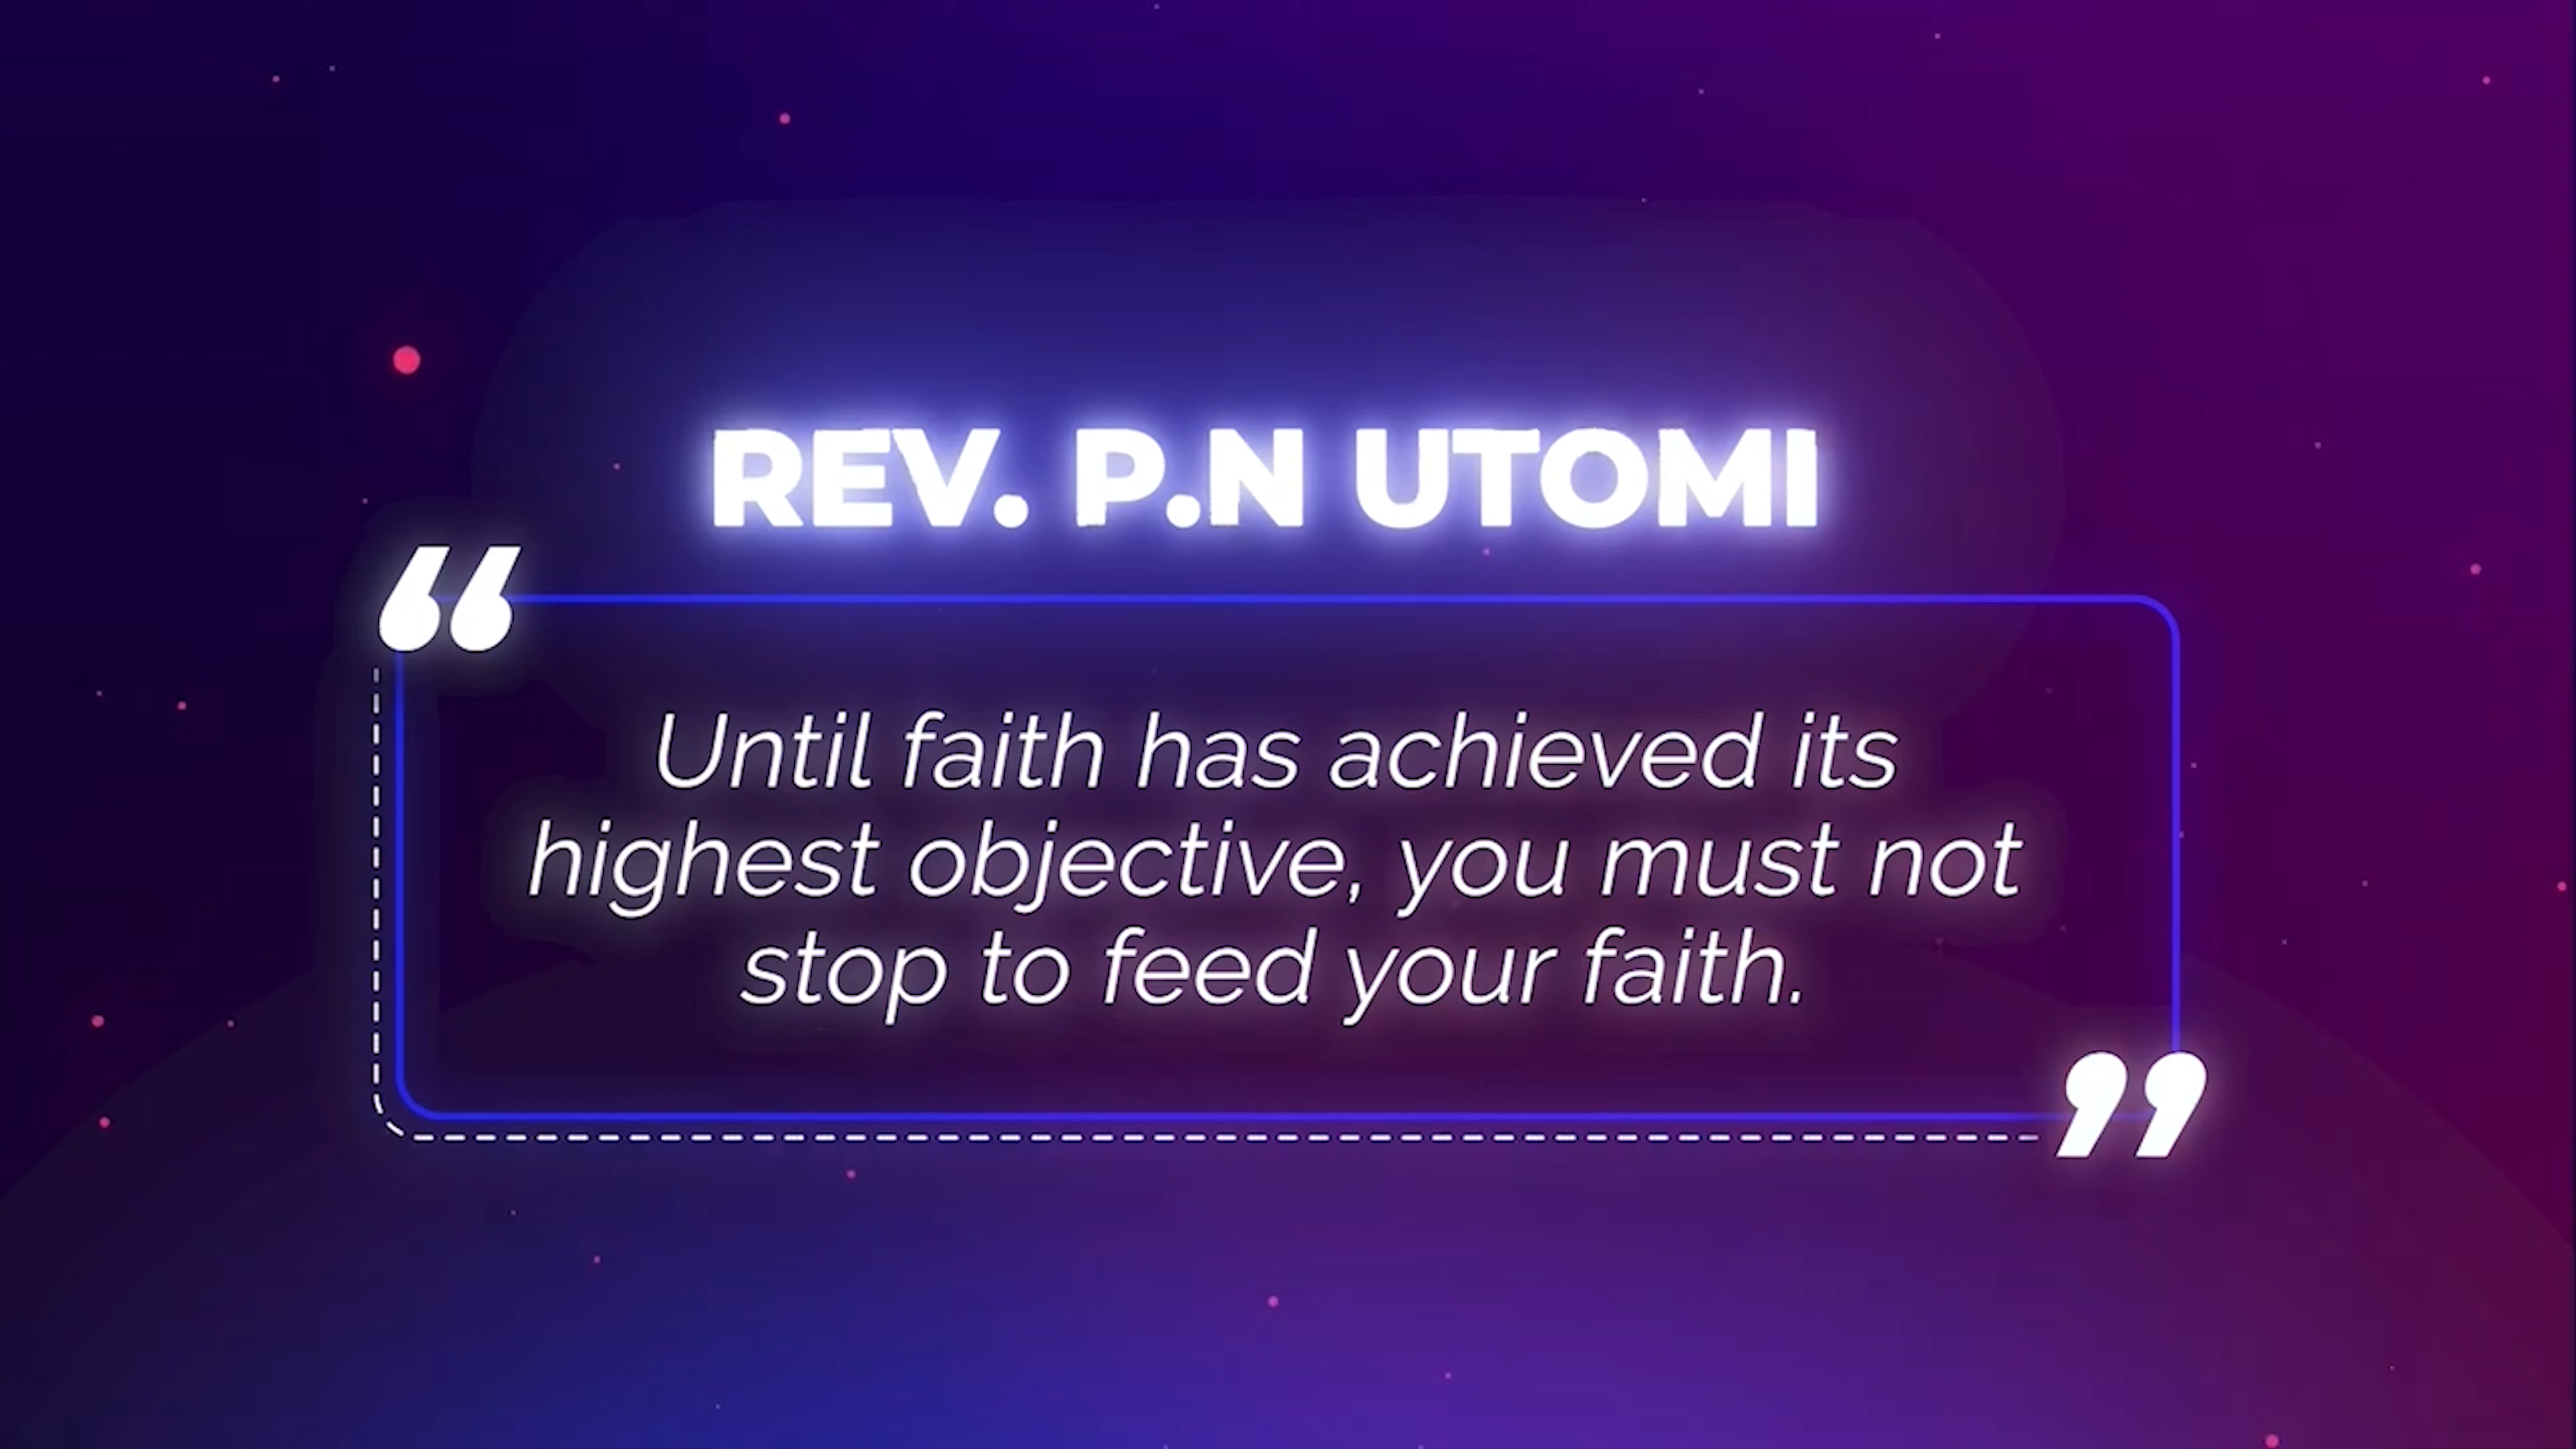 REV. P.N UTOMI
“
Until faith has achieved its
highest objective, you must not
stop to feed your faith.
”